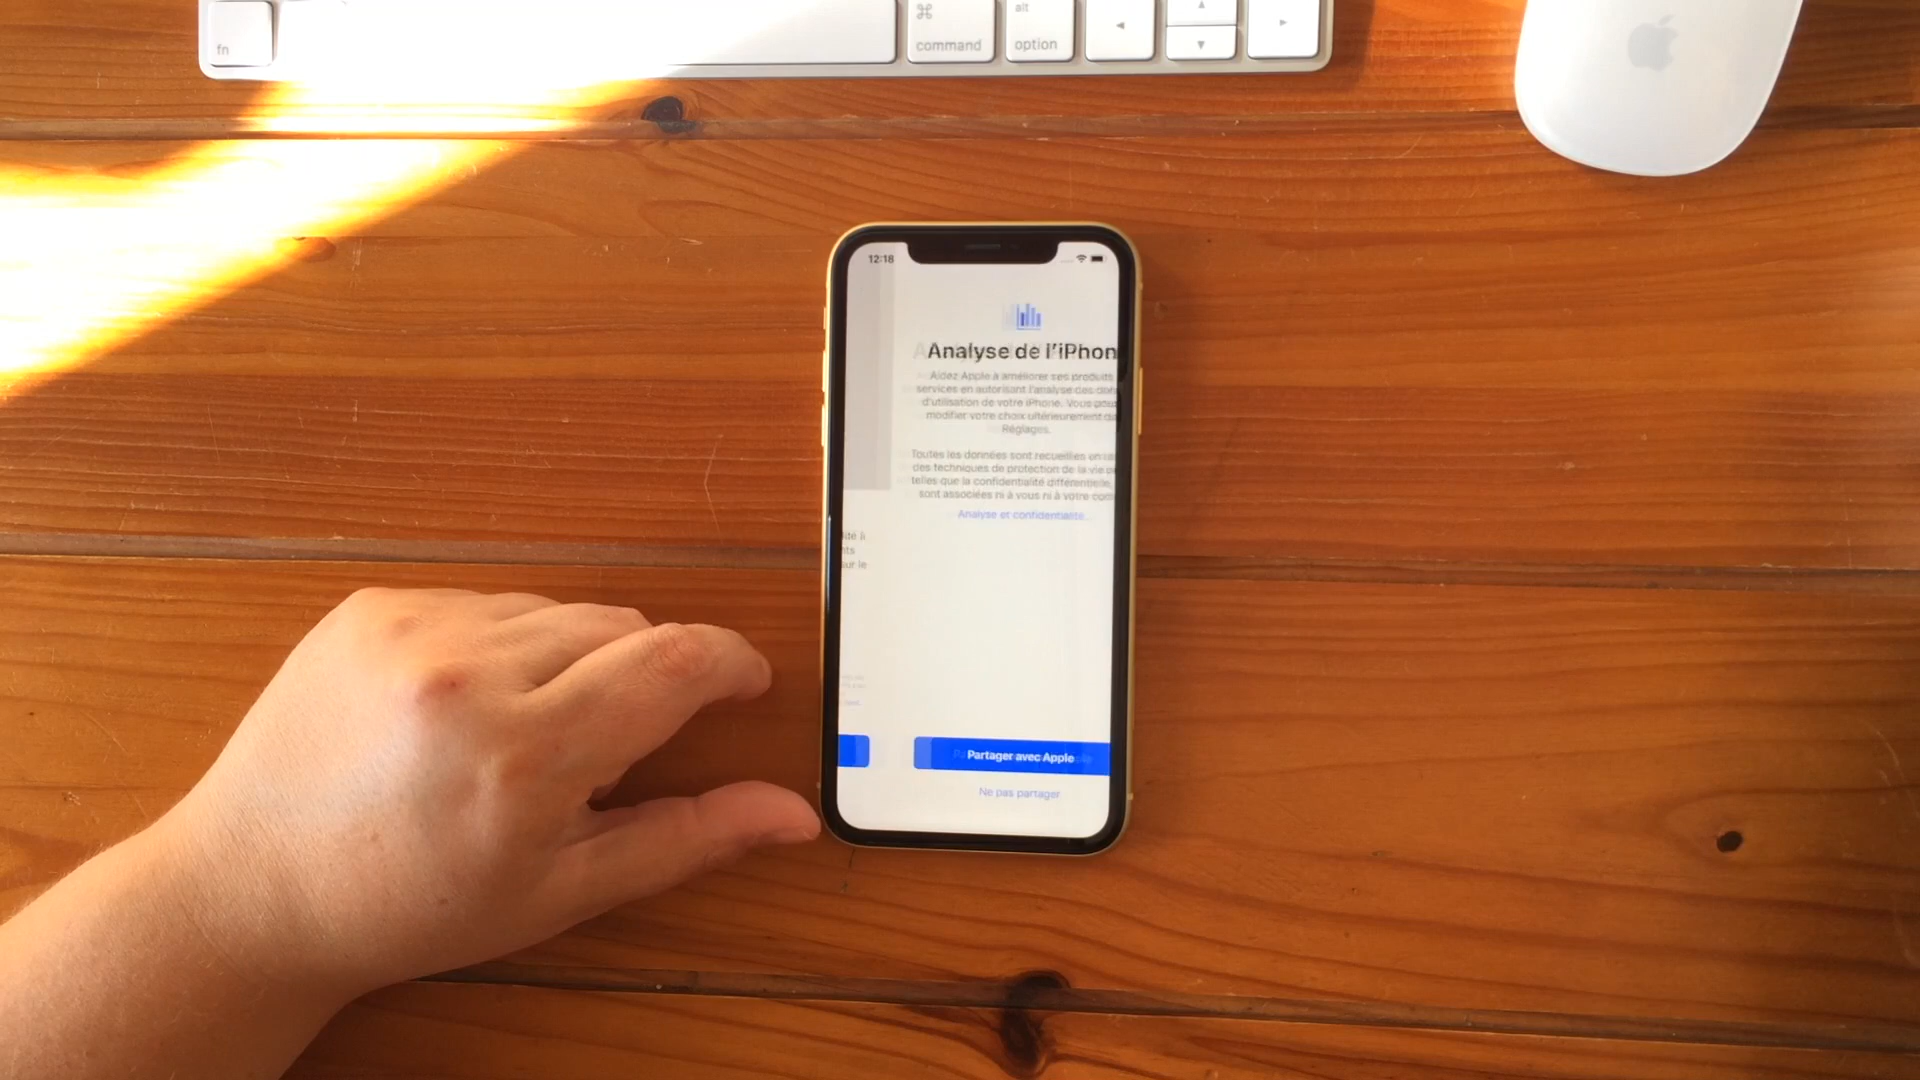 fn
⌘
command
alt
option
12:18
Analyse de l'iPhon
Aidez Apple à améliorer ses produits
services en autorisant l'analyse des
d'utilisation de votre iPhone. Vous
modifier votre choix ultérieurement
Réglages.
Toutes les données sont recueillies en
des techniques de protection de la vie
telles que la confidentialité différentielle,
sont associées ni à vous ni à votre
Analyse et confidentialité...
sur le
Partager avec Apple
Ne pas partager